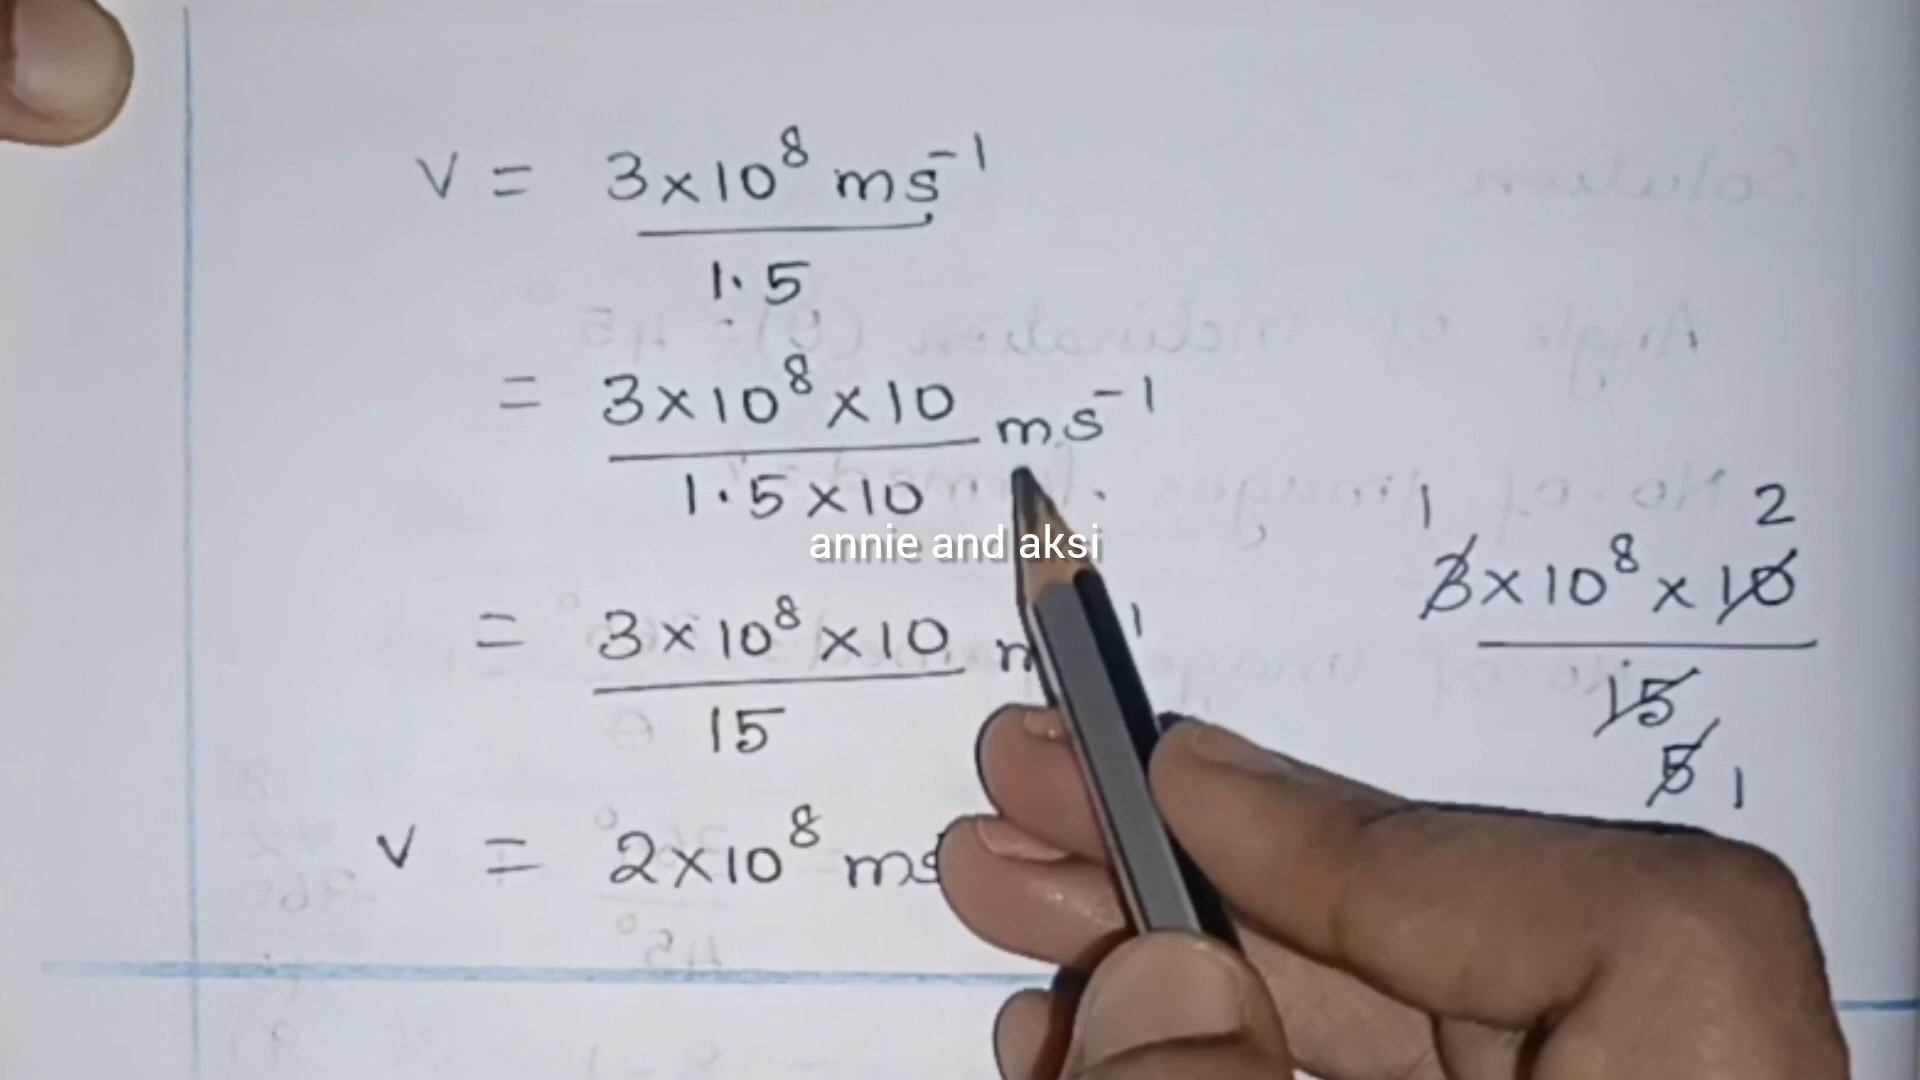 V = 3×10⁸ ms⁻¹
1.5
= 3×10⁸×10 ms⁻¹
1.5×10
annie and aksi
= 3×10⁸×10
15
V = 2×10⁸ ms
1 2
3×10⁸×10
15
5 1